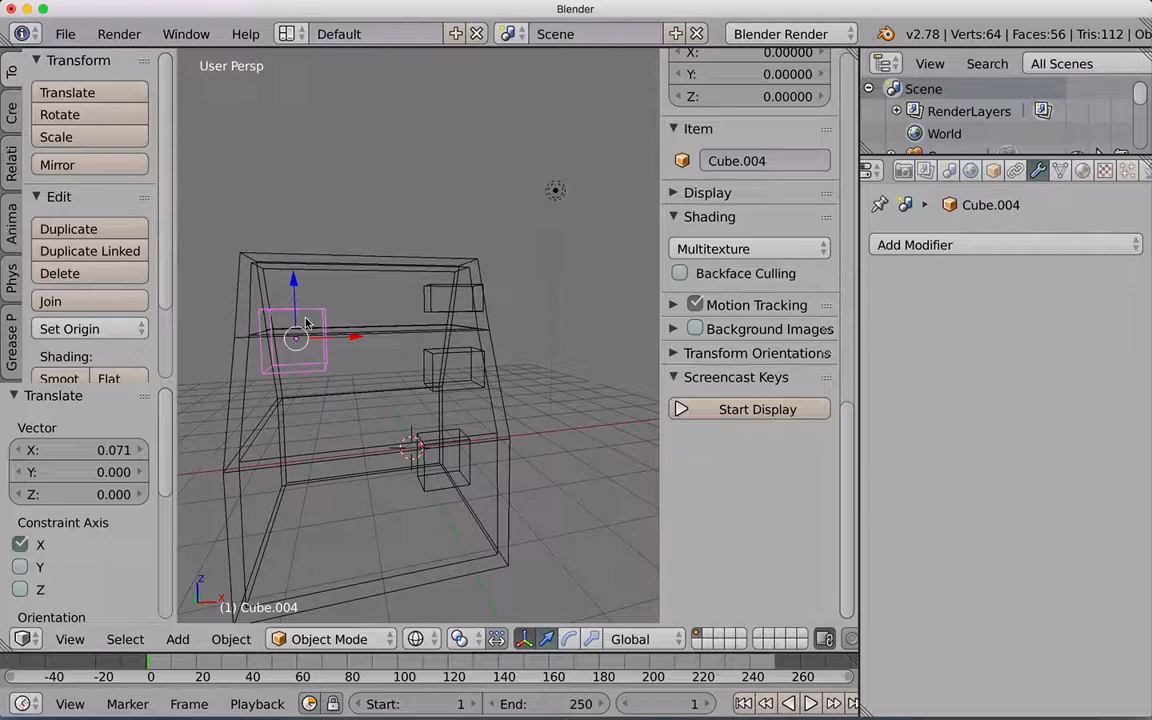 Blender
File Render Window Help Default Scene Blender Render v2.78 | Verts:64 | Faces:56 | Tris:112 | Ob
Transform
Translate
Rotate
Scale
Mirror
Edit
Duplicate
Duplicate Linked
Delete
Join
Set Origin
Shading:
Smoot Flat
To
Cre
Relati
Anima
Phys
Grease P
Translate
Vector
X: 0.071
Y: 0.000
Z: 0.000
Constraint Axis
X
Y
Z
Orientation
User Persp
z
x
(1) Cube.004
X: 0.00000
Y: 0.00000
Z: 0.00000
Item
Cube.004
Display
Shading
Multitexture
Backface Culling
Motion Tracking
Background Images
Transform Orientations
Screencast Keys
Start Display
View Search All Scenes
Scene
RenderLayers
World
Cube.004
Add Modifier
View Select Add Object Object Mode Global
-40 -20 0 20 40 60 80 100 120 140 160 180 200 220 240 260
View Marker Frame Playback Start: 1 End: 250 1